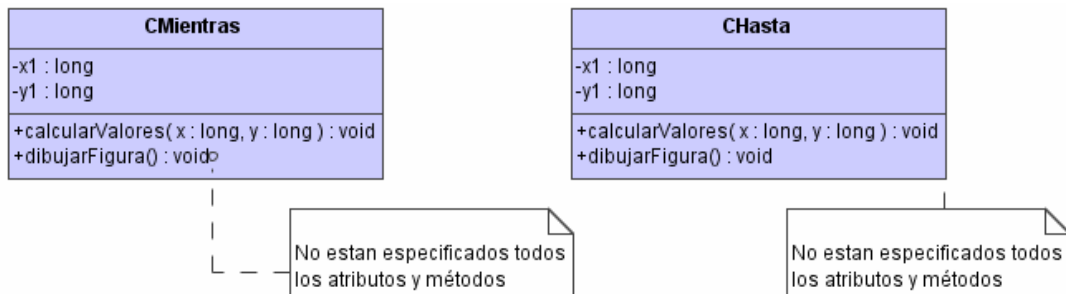 CMientras
-x1 : long
-y1 : long
+calcularValores( x : long, y : long ) : void
+dibujarFigura() : void
No estan especificados todos
los atributos y métodos
CHasta
-x1 : long
-y1 : long
+calcularValores( x : long, y : long ) : void
+dibujarFigura() : void
No estan especificados todos
los atributos y métodos